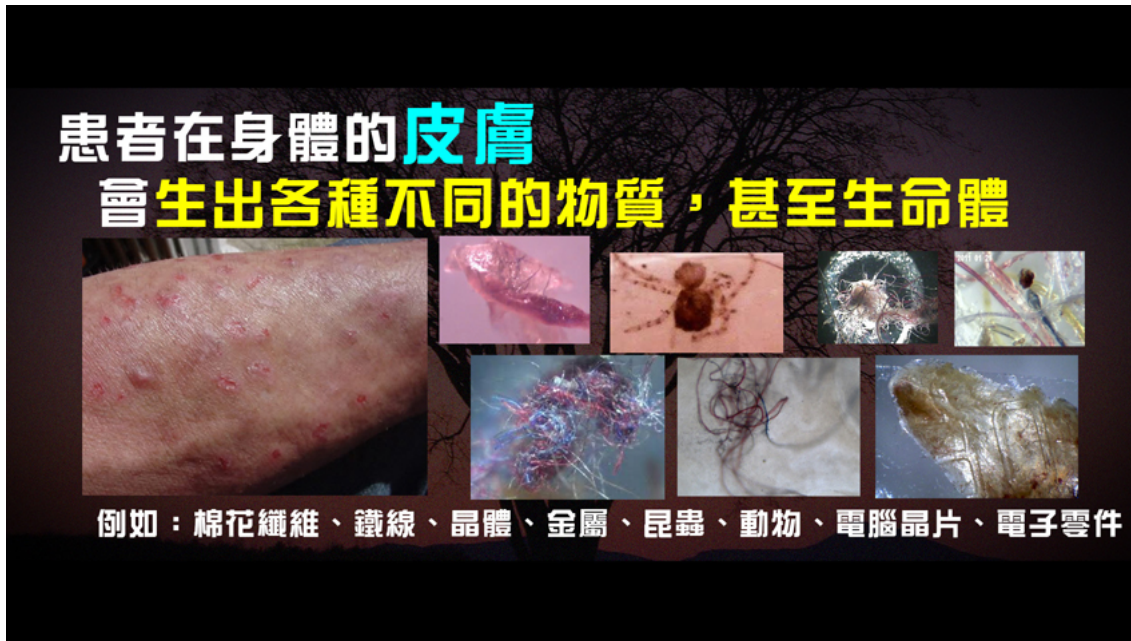 患者在身體的皮膚
會生出各種不同的物質，甚至生命體
例如：棉花纖維、鐵線、晶體、金屬、昆蟲、動物、電腦晶片、電子零件